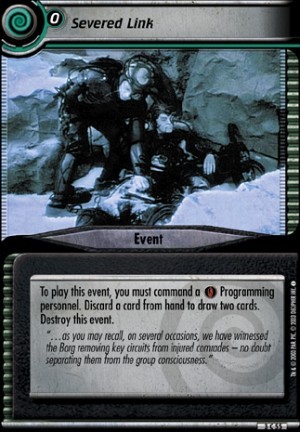 0 Severed Link
Event
To play this event, you must command a Programming
personnel. Discard a card from hand to draw two cards.
Destroy this event.
"...as you may recall, on several occasions, we have witnessed
the Borg removing key circuits from injured comrades – no doubt
separating them from the group consciousness."
3 C 55